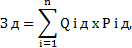 З д = n∑i=1 Q і д x P і д,